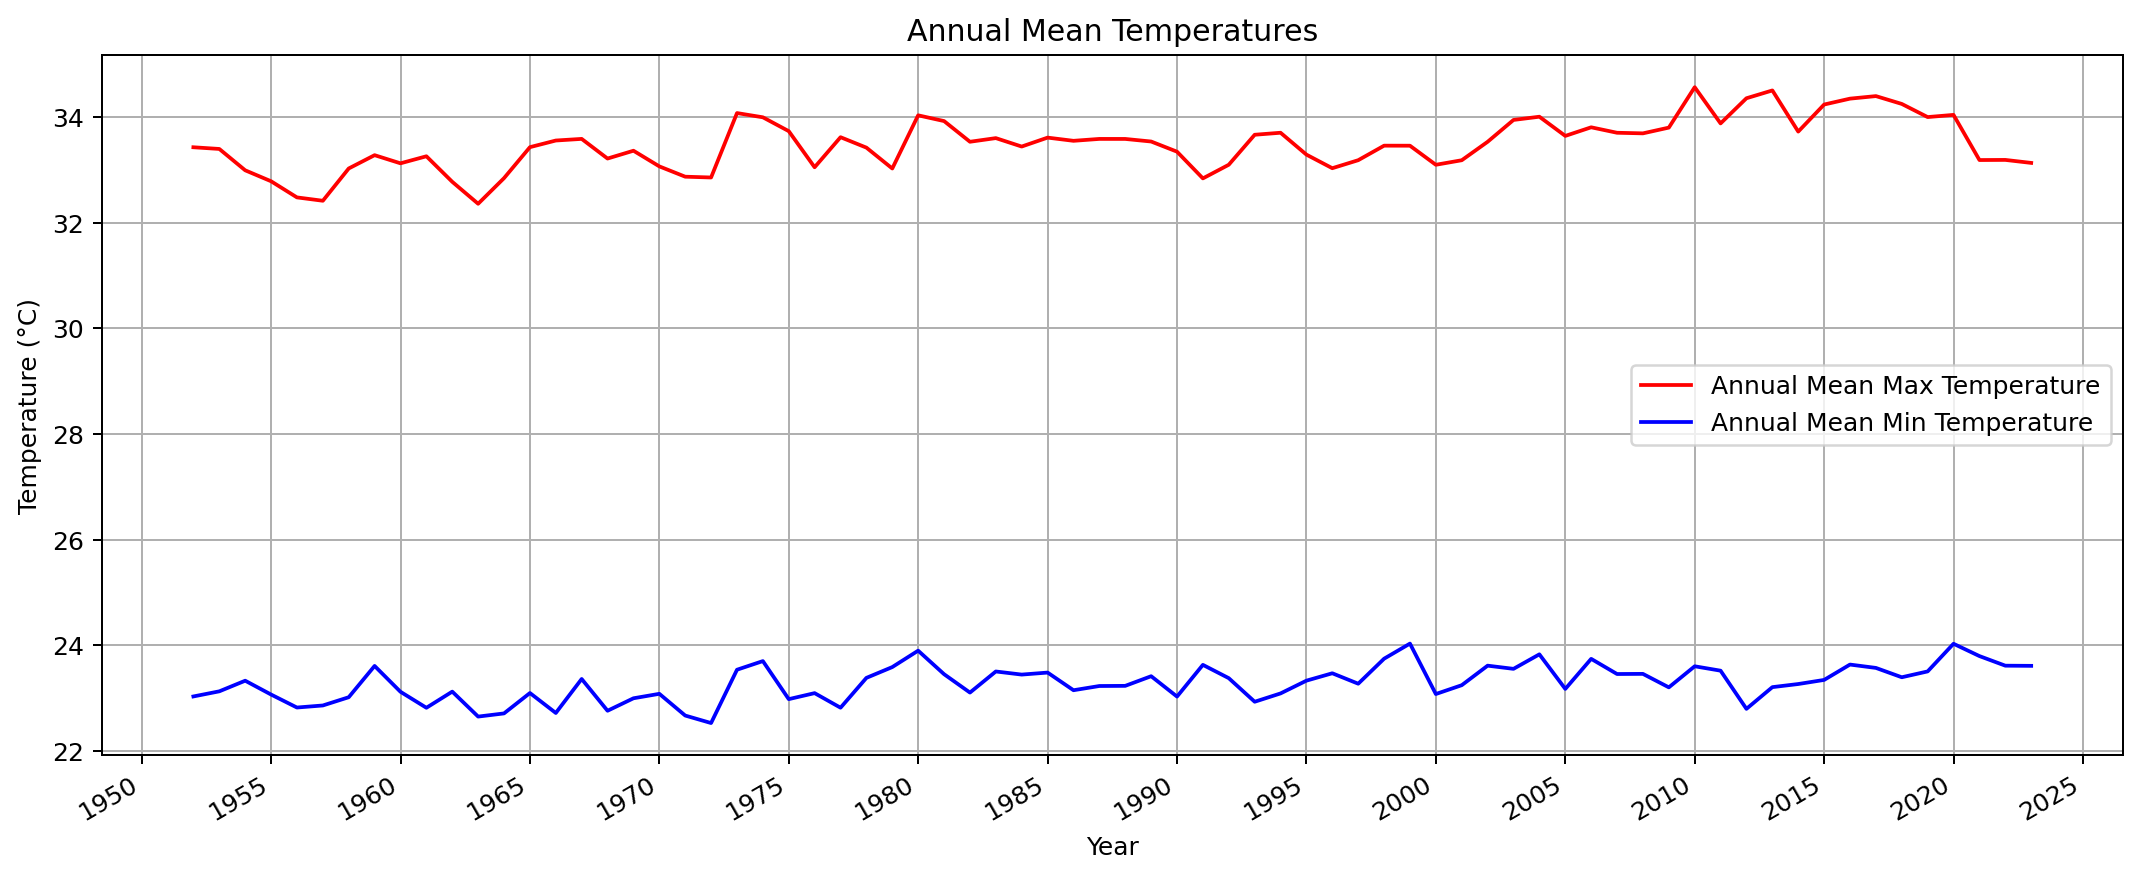 Annual Mean Temperatures
Temperature (°C)
34
32
30
28
26
24
22
Annual Mean Max Temperature
Annual Mean Min Temperature
1950 1955 1960 1965 1970 1975 1980 1985 1990 1995 2000 2005 2010 2015 2020 2025
Year